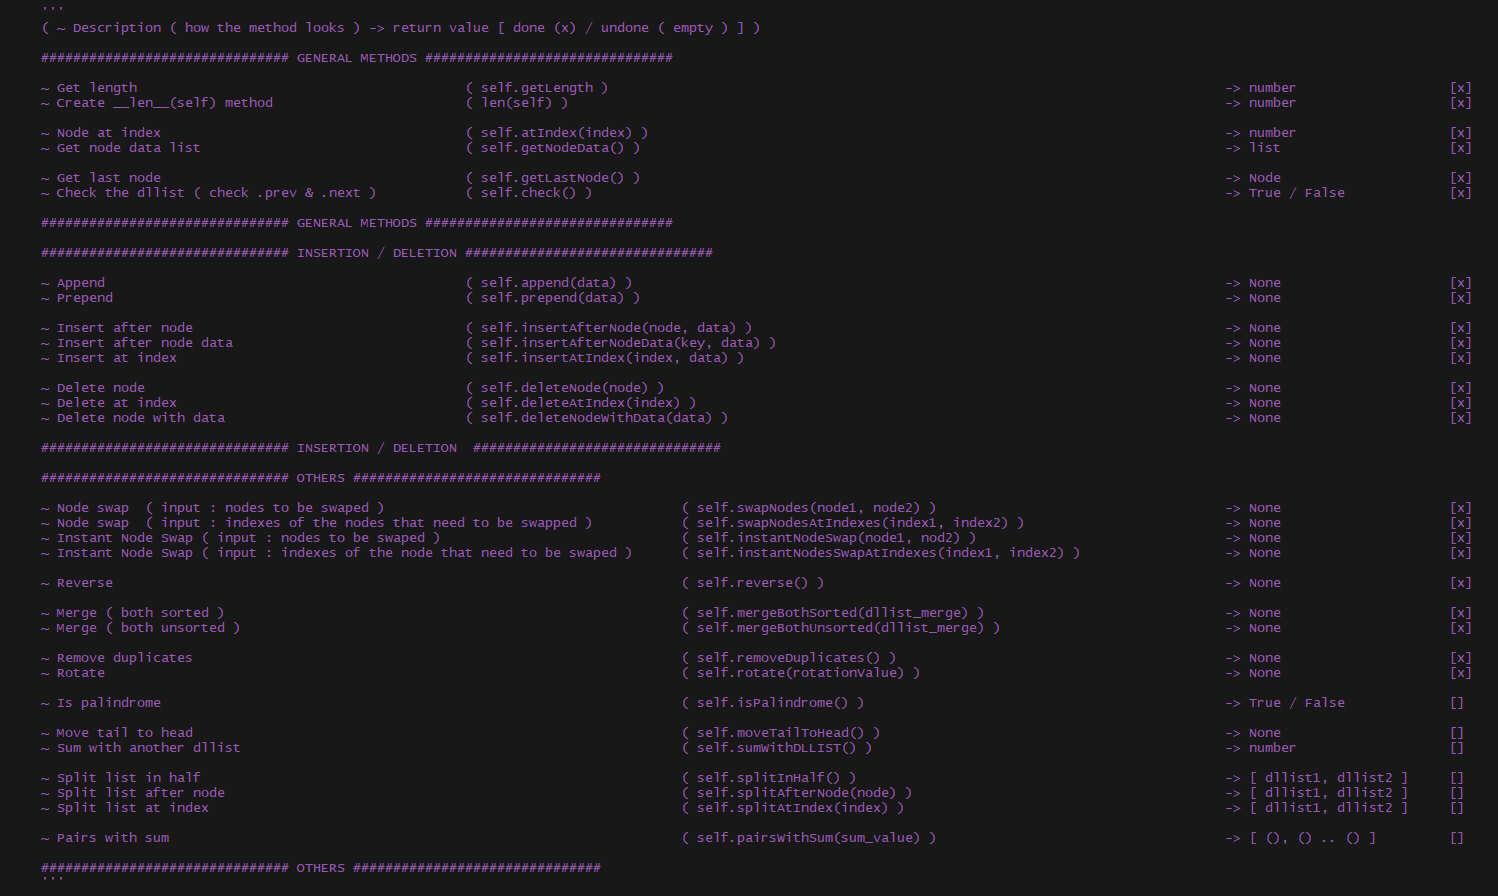 '''
( ~ Description ( how the method looks ) -> return value [ done (x) / undone ( empty ) ] )
############################### GENERAL METHODS ###############################
~ Get length ( self.getLength ) -> number [x]
~ Create __len__(self) method ( len(self) ) -> number [x]
~ Node at index ( self.atIndex(index) ) -> number [x]
~ Get node data list ( self.getNodeData() ) -> list [x]
~ Get last node ( self.getLastNode() ) -> Node [x]
~ Check the dllist ( check .prev & .next ) ( self.check() ) -> True / False [x]
############################### GENERAL METHODS ###############################
############################### INSERTION / DELETION ###############################
~ Append ( self.append(data) ) -> None [x]
~ Prepend ( self.prepend(data) ) -> None [x]
~ Insert after node ( self.insertAfterNode(node, data) ) -> None [x]
~ Insert after node data ( self.insertAfterNodeData(key, data) ) -> None [x]
~ Insert at index ( self.insertAtIndex(index, data) ) -> None [x]
~ Delete node ( self.deleteNode(node) ) -> None [x]
~ Delete at index ( self.deleteAtIndex(index) ) -> None [x]
~ Delete node with data ( self.deleteNodeWithData(data) ) -> None [x]
############################### INSERTION / DELETION  ###############################
############################### OTHERS ###############################
~ Node swap  ( input : nodes to be swaped ) ( self.swapNodes(node1, node2) ) -> None [x]
~ Node swap  ( input : indexes of the nodes that need to be swapped ) ( self.swapNodesAtIndexes(index1, index2) ) -> None [x]
~ Instant Node Swap ( input : nodes to be swaped ) ( self.instantNodeSwap(node1, nod2) ) -> None [x]
~ Instant Node Swap ( input : indexes of the node that need to be swaped ) ( self.instantNodesSwapAtIndexes(index1, index2) ) -> None [x]
~ Reverse ( self.reverse() ) -> None [x]
~ Merge ( both sorted ) ( self.mergeBothSorted(dllist_merge) ) -> None [x]
~ Merge ( both unsorted ) ( self.mergeBothUnsorted(dllist_merge) ) -> None [x]
~ Remove duplicates ( self.removeDuplicates() ) -> None [x]
~ Rotate ( self.rotate(rotationValue) ) -> None [x]
~ Is palindrome ( self.isPalindrome() ) -> True / False []
~ Move tail to head ( self.moveTailToHead() ) -> None []
~ Sum with another dllist ( self.sumWithDLLIST() ) -> number []
~ Split list in half ( self.splitInHalf() ) -> [ dllist1, dllist2 ] []
~ Split list after node ( self.splitAfterNode(node) ) -> [ dllist1, dllist2 ] []
~ Split list at index ( self.splitAtIndex(index) ) -> [ dllist1, dllist2 ] []
~ Pairs with sum ( self.pairsWithSum(sum_value) ) -> [ (), () .. () ] []
############################### OTHERS ###############################
'''